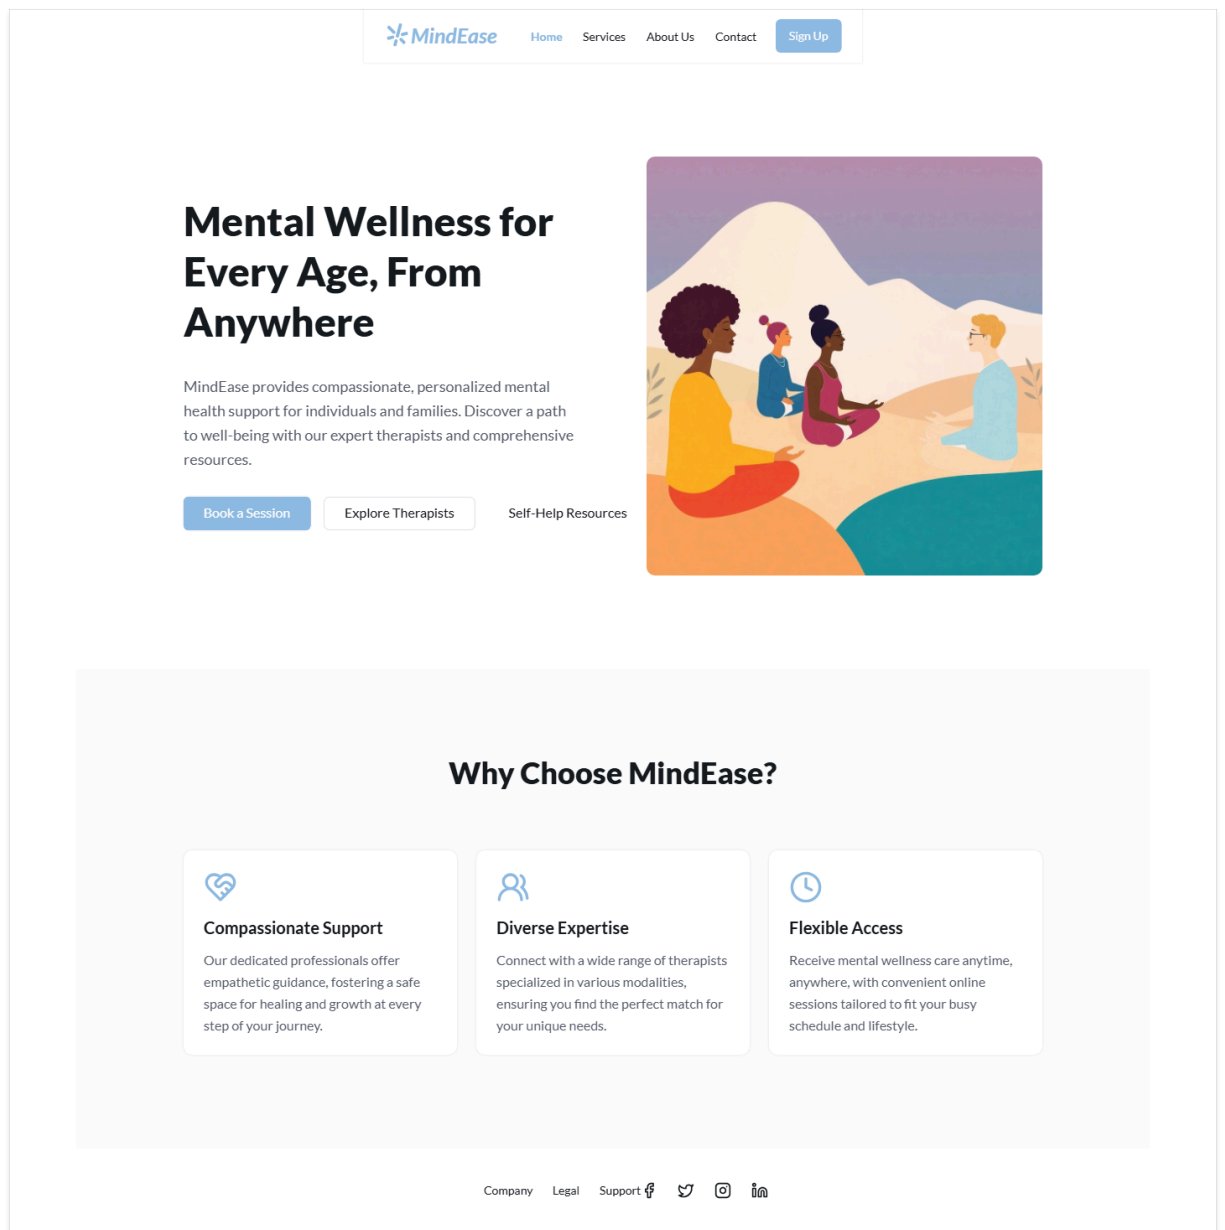 MindEase
Home Services About Us Contact Sign Up
Mental Wellness for
Every Age, From
Anywhere
MindEase provides compassionate, personalized mental
health support for individuals and families. Discover a path
to well-being with our expert therapists and comprehensive
resources.
Book a Session Explore Therapists Self-Help Resources
Why Choose MindEase?
Compassionate Support
Our dedicated professionals offer
empathetic guidance, fostering a safe
space for healing and growth at every
step of your journey.
Diverse Expertise
Connect with a wide range of therapists
specialized in various modalities,
ensuring you find the perfect match for
your unique needs.
Flexible Access
Receive mental wellness care anytime,
anywhere, with convenient online
sessions tailored to fit your busy
schedule and lifestyle.
Company Legal Support